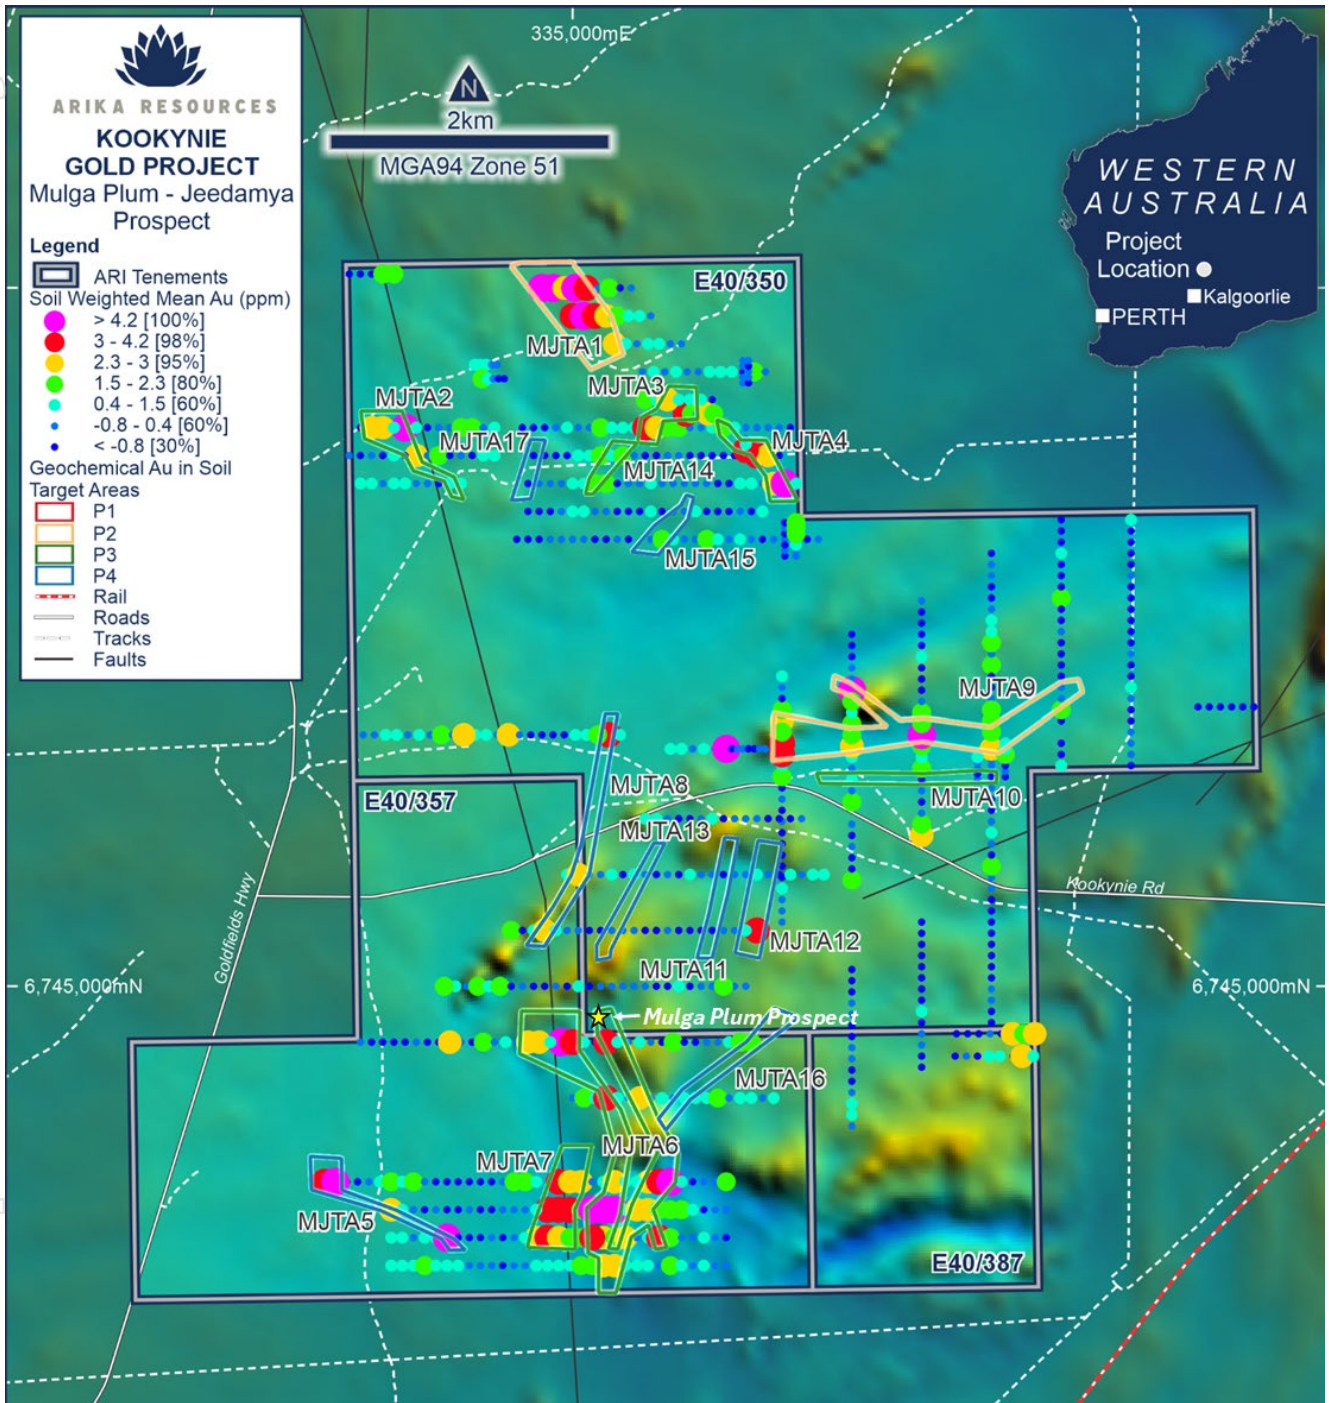 ARIKA RESOURCES
KOOKYNIE
GOLD PROJECT
Mulga Plum - Jeedamya
Prospect
Legend
ARI Tenements
Soil Weighted Mean Au (ppm)
> 4.2 [100%]
3 - 4.2 [98%]
2.3 - 3 [95%]
1.5 - 2.3 [80%]
0.4 - 1.5 [60%]
-0.8 - 0.4 [60%]
< -0.8 [30%]
Geochemical Au in Soil
Target Areas
P1
P2
P3
P4
Rail
Roads
Tracks
Faults
335,000mE
N
2km
MGA94 Zone 51
WESTERN
AUSTRALIA
Project
Location
Kalgoorlie
PERTH
E40/350
MJTA1
MJTA3
MJTA2
MJTA17
MJTA4
MJTA14
MJTA15
MJTA9
MJTA8
MJTA10
E40/357
MJTA13
Kookynie Rd
Goldfields Hwy
MJTA12
MJTA11
6,745,000mN
6,745,000mN
Mulga Plum Prospect
MJTA16
MJTA6
MJTA7
MJTA5
E40/387